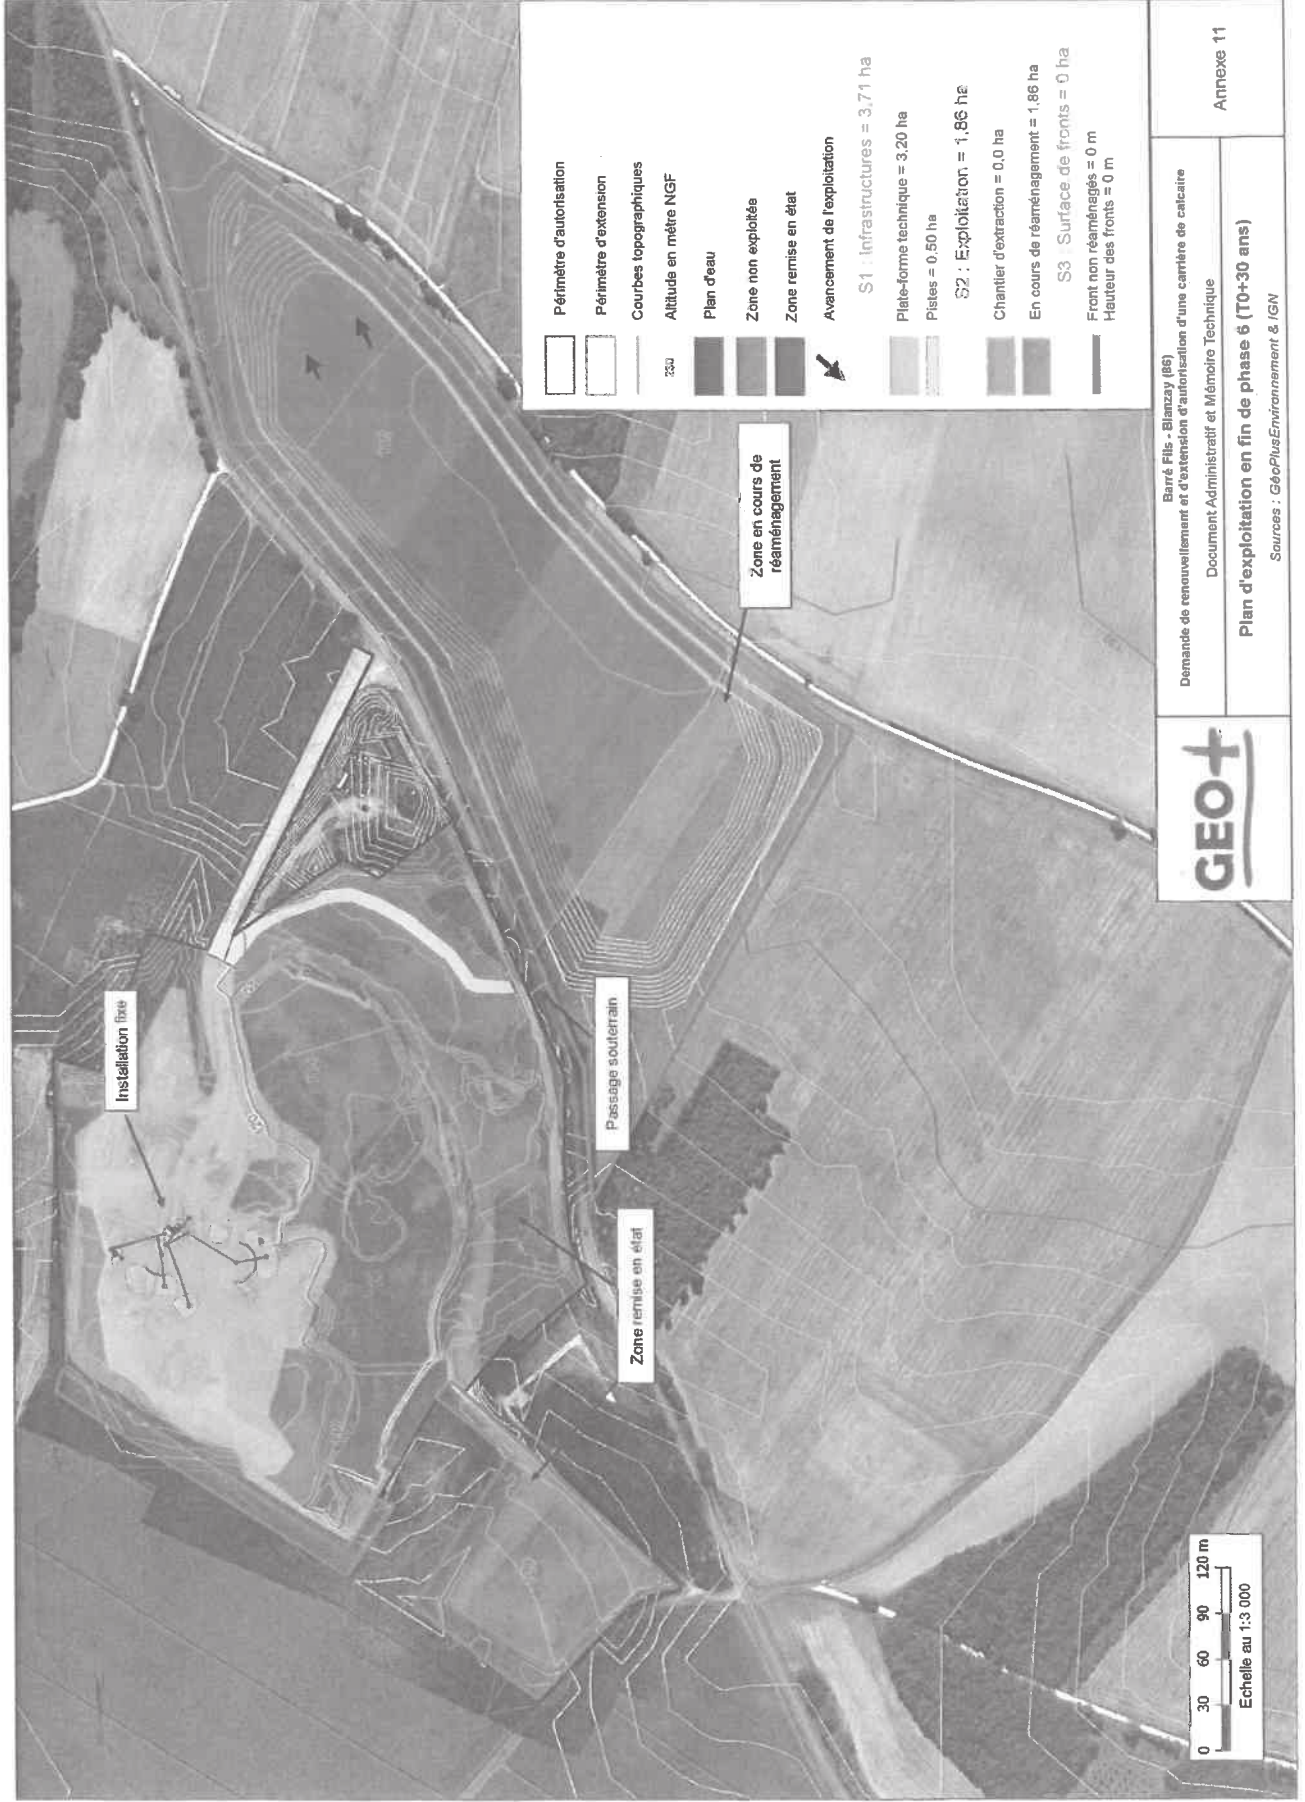 Installation fixe
Passage souterrain
Zone remise en état
Zone en cours de
réaménagement
Périmètre d'autorisation
Périmètre d'extension
Courbes topographiques
230 Altitude en mètre NGF
Plan d'eau
Zone non exploitée
Zone remise en état
Avancement de l'exploitation
S1 : Infrastructures = 3,71 ha
Plate-forme technique = 3,20 ha
Pistes = 0,50 ha
S2 : Exploitation = 1,86 ha
Chantier d'extraction = 0,0 ha
En cours de réaménagement = 1,86 ha
S3 : Surface de fronts = 0 ha
Front non réaménagés = 0 m
Hauteur des fronts = 0 m
0 30 60 90 120 m
Echelle au 1:3 000
GEO+
Barré Fils - Blanzay (86)
Demande de renouvellement et d'extension d'autorisation d'une carrière de calcaire
Document Administratif et Mémoire Technique
Plan d'exploitation en fin de phase 6 (T0+30 ans)
Sources : GéoPlusEnvironnement & IGN
Annexe 11